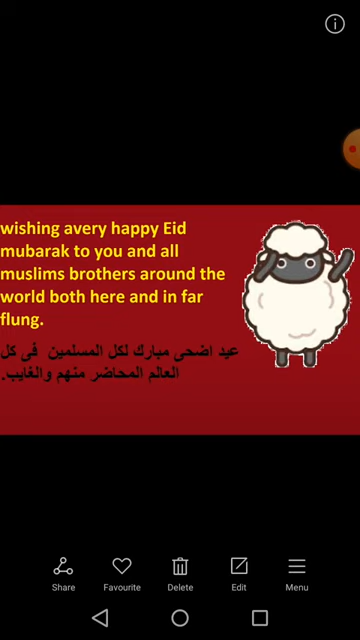 wishing avery happy Eid
mubarak to you and all
muslims brothers around the
world both here and in far
flung.
عيد اضحى مبارك لكل المسلمين فى كل
العالم المحاضر منهم والغايب.
Share
Favourite
Delete
Edit
Menu